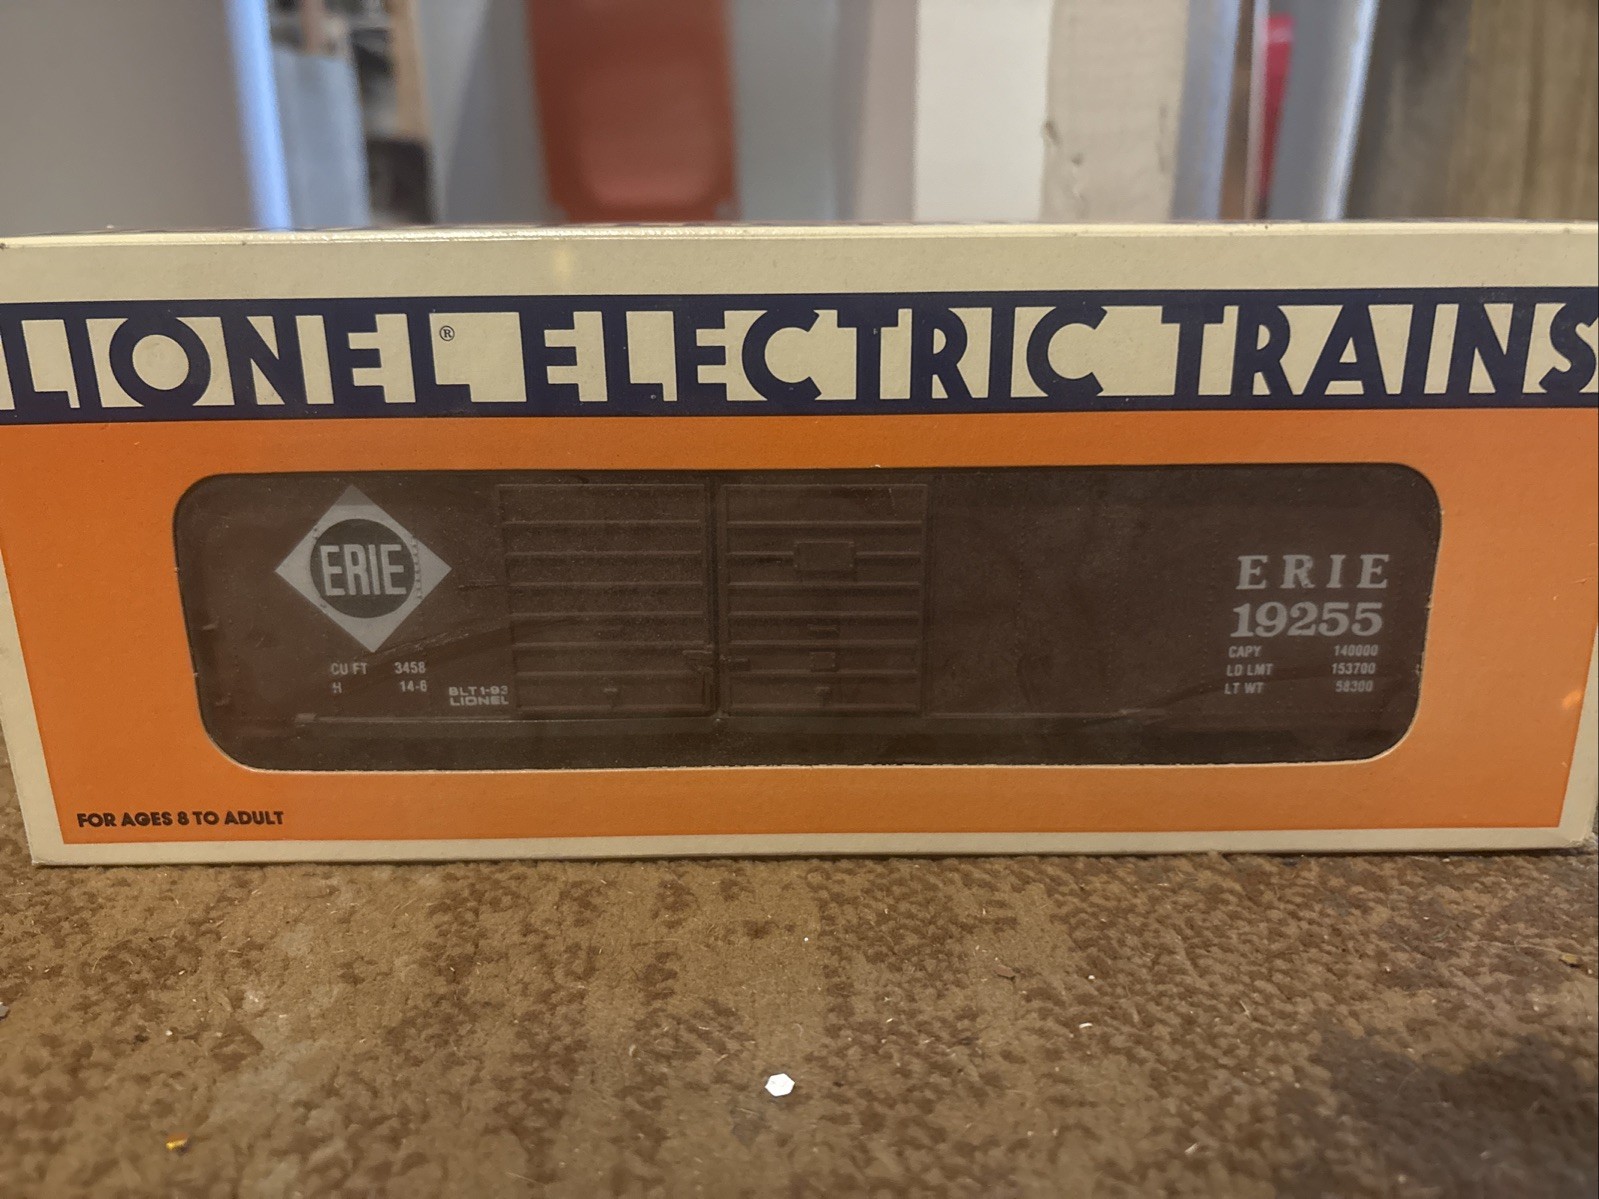 LIONEL® ELECTRIC TRAINS
ERIE
CU FT 3458
H 14-6
BLT 1-93
LIONEL
ERIE
19255
CAPY 140000
LD LMT 153700
LT WT 58300
FOR AGES 8 TO ADULT